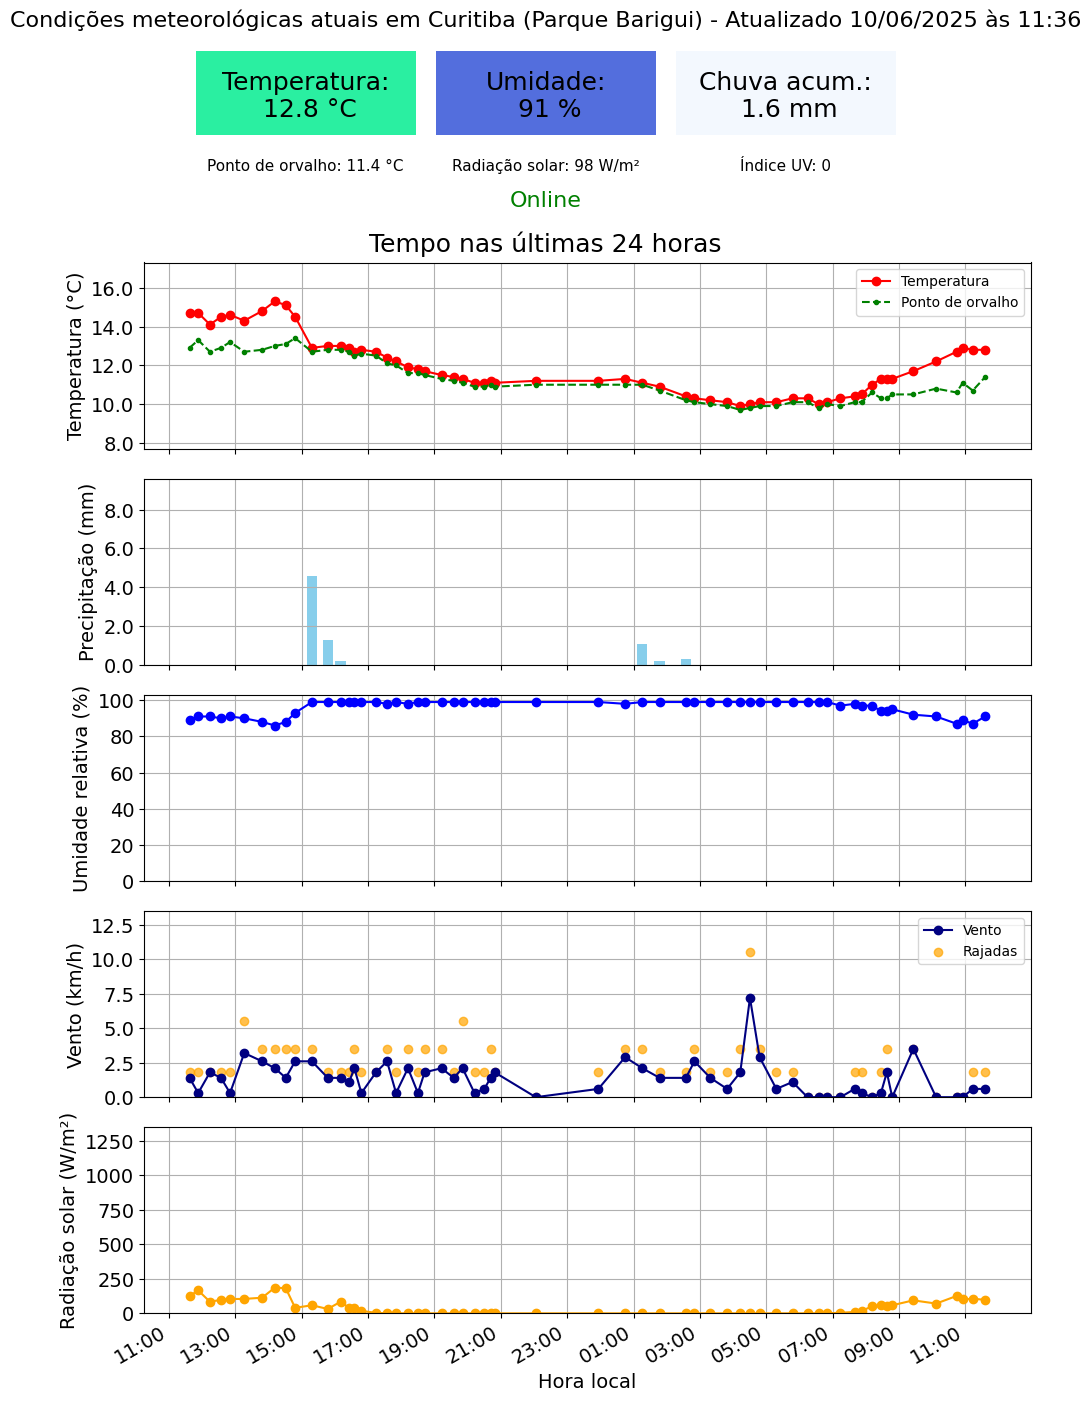 Condições meteorológicas atuais em Curitiba (Parque Barigui) - Atualizado 10/06/2025 às 11:36
Temperatura:
12.8 °C
Umidade:
91 %
Chuva acum.:
1.6 mm
Ponto de orvalho: 11.4 °C
Radiação solar: 98 W/m²
Índice UV: 0
Online
Tempo nas últimas 24 horas
Temperatura (°C)
16.0
14.0
12.0
10.0
8.0
Temperatura
Ponto de orvalho
Precipitação (mm)
8.0
6.0
4.0
2.0
0.0
Umidade relativa (%)
100
80
60
40
20
0
Vento (km/h)
12.5
10.0
7.5
5.0
2.5
0.0
Vento
Rajadas
Radiação solar (W/m²)
1250
1000
750
500
250
0
11:00
13:00
15:00
17:00
19:00
21:00
23:00
01:00
03:00
05:00
07:00
09:00
11:00
Hora local